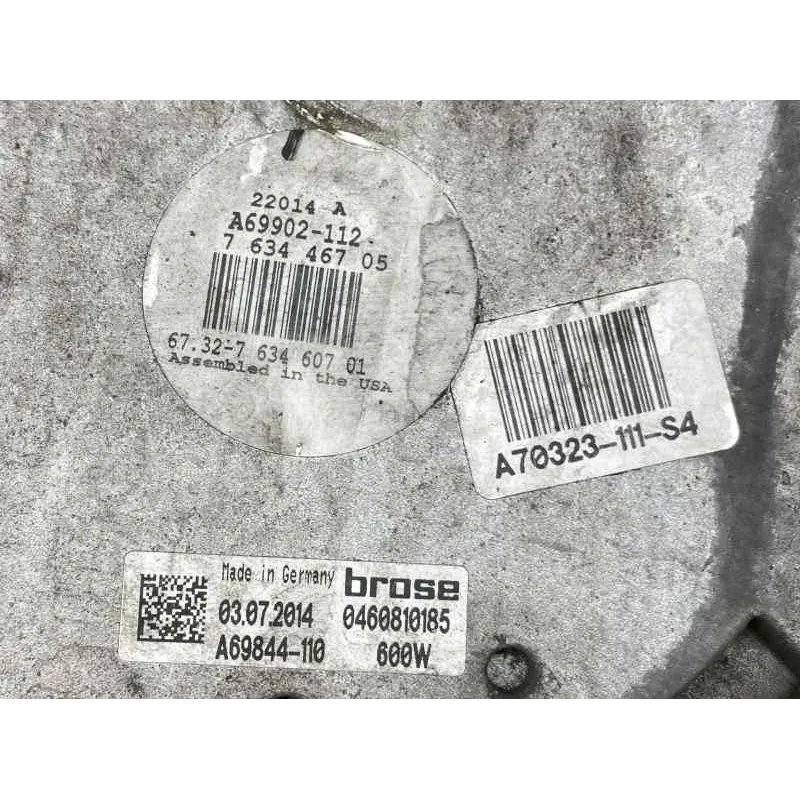 22014 A
A69902-112
7 634 467 05
67.32-7 634 607 01
Assembled in the USA
A70323-111-S4
Made in Germany brose
03.07.2014 0460810185
A69844-110 600W